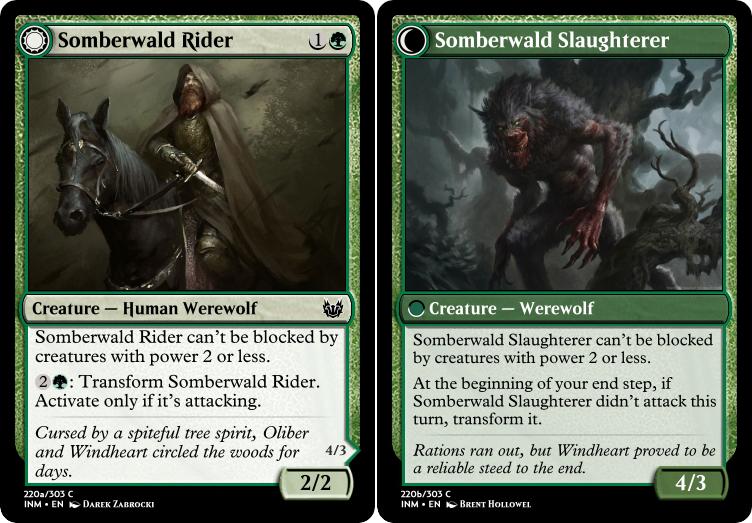 Somberwald Rider 1
Creature — Human Werewolf
Somberwald Rider can't be blocked by
creatures with power 2 or less.
2: Transform Somberwald Rider.
Activate only if it's attacking.
Cursed by a spiteful tree spirit, Oliber
and Windheart circled the woods for
days.
4/3
2/2
220a/303 C
INM • EN Darek Zabrocki
Somberwald Slaughterer
Creature — Werewolf
Somberwald Slaughterer can't be blocked
by creatures with power 2 or less.
At the beginning of your end step, if
Somberwald Slaughterer didn't attack this
turn, transform it.
Rations ran out, but Windheart proved to be
a reliable steed to the end.
4/3
220b/303 C
INM • EN Brent Hollowel